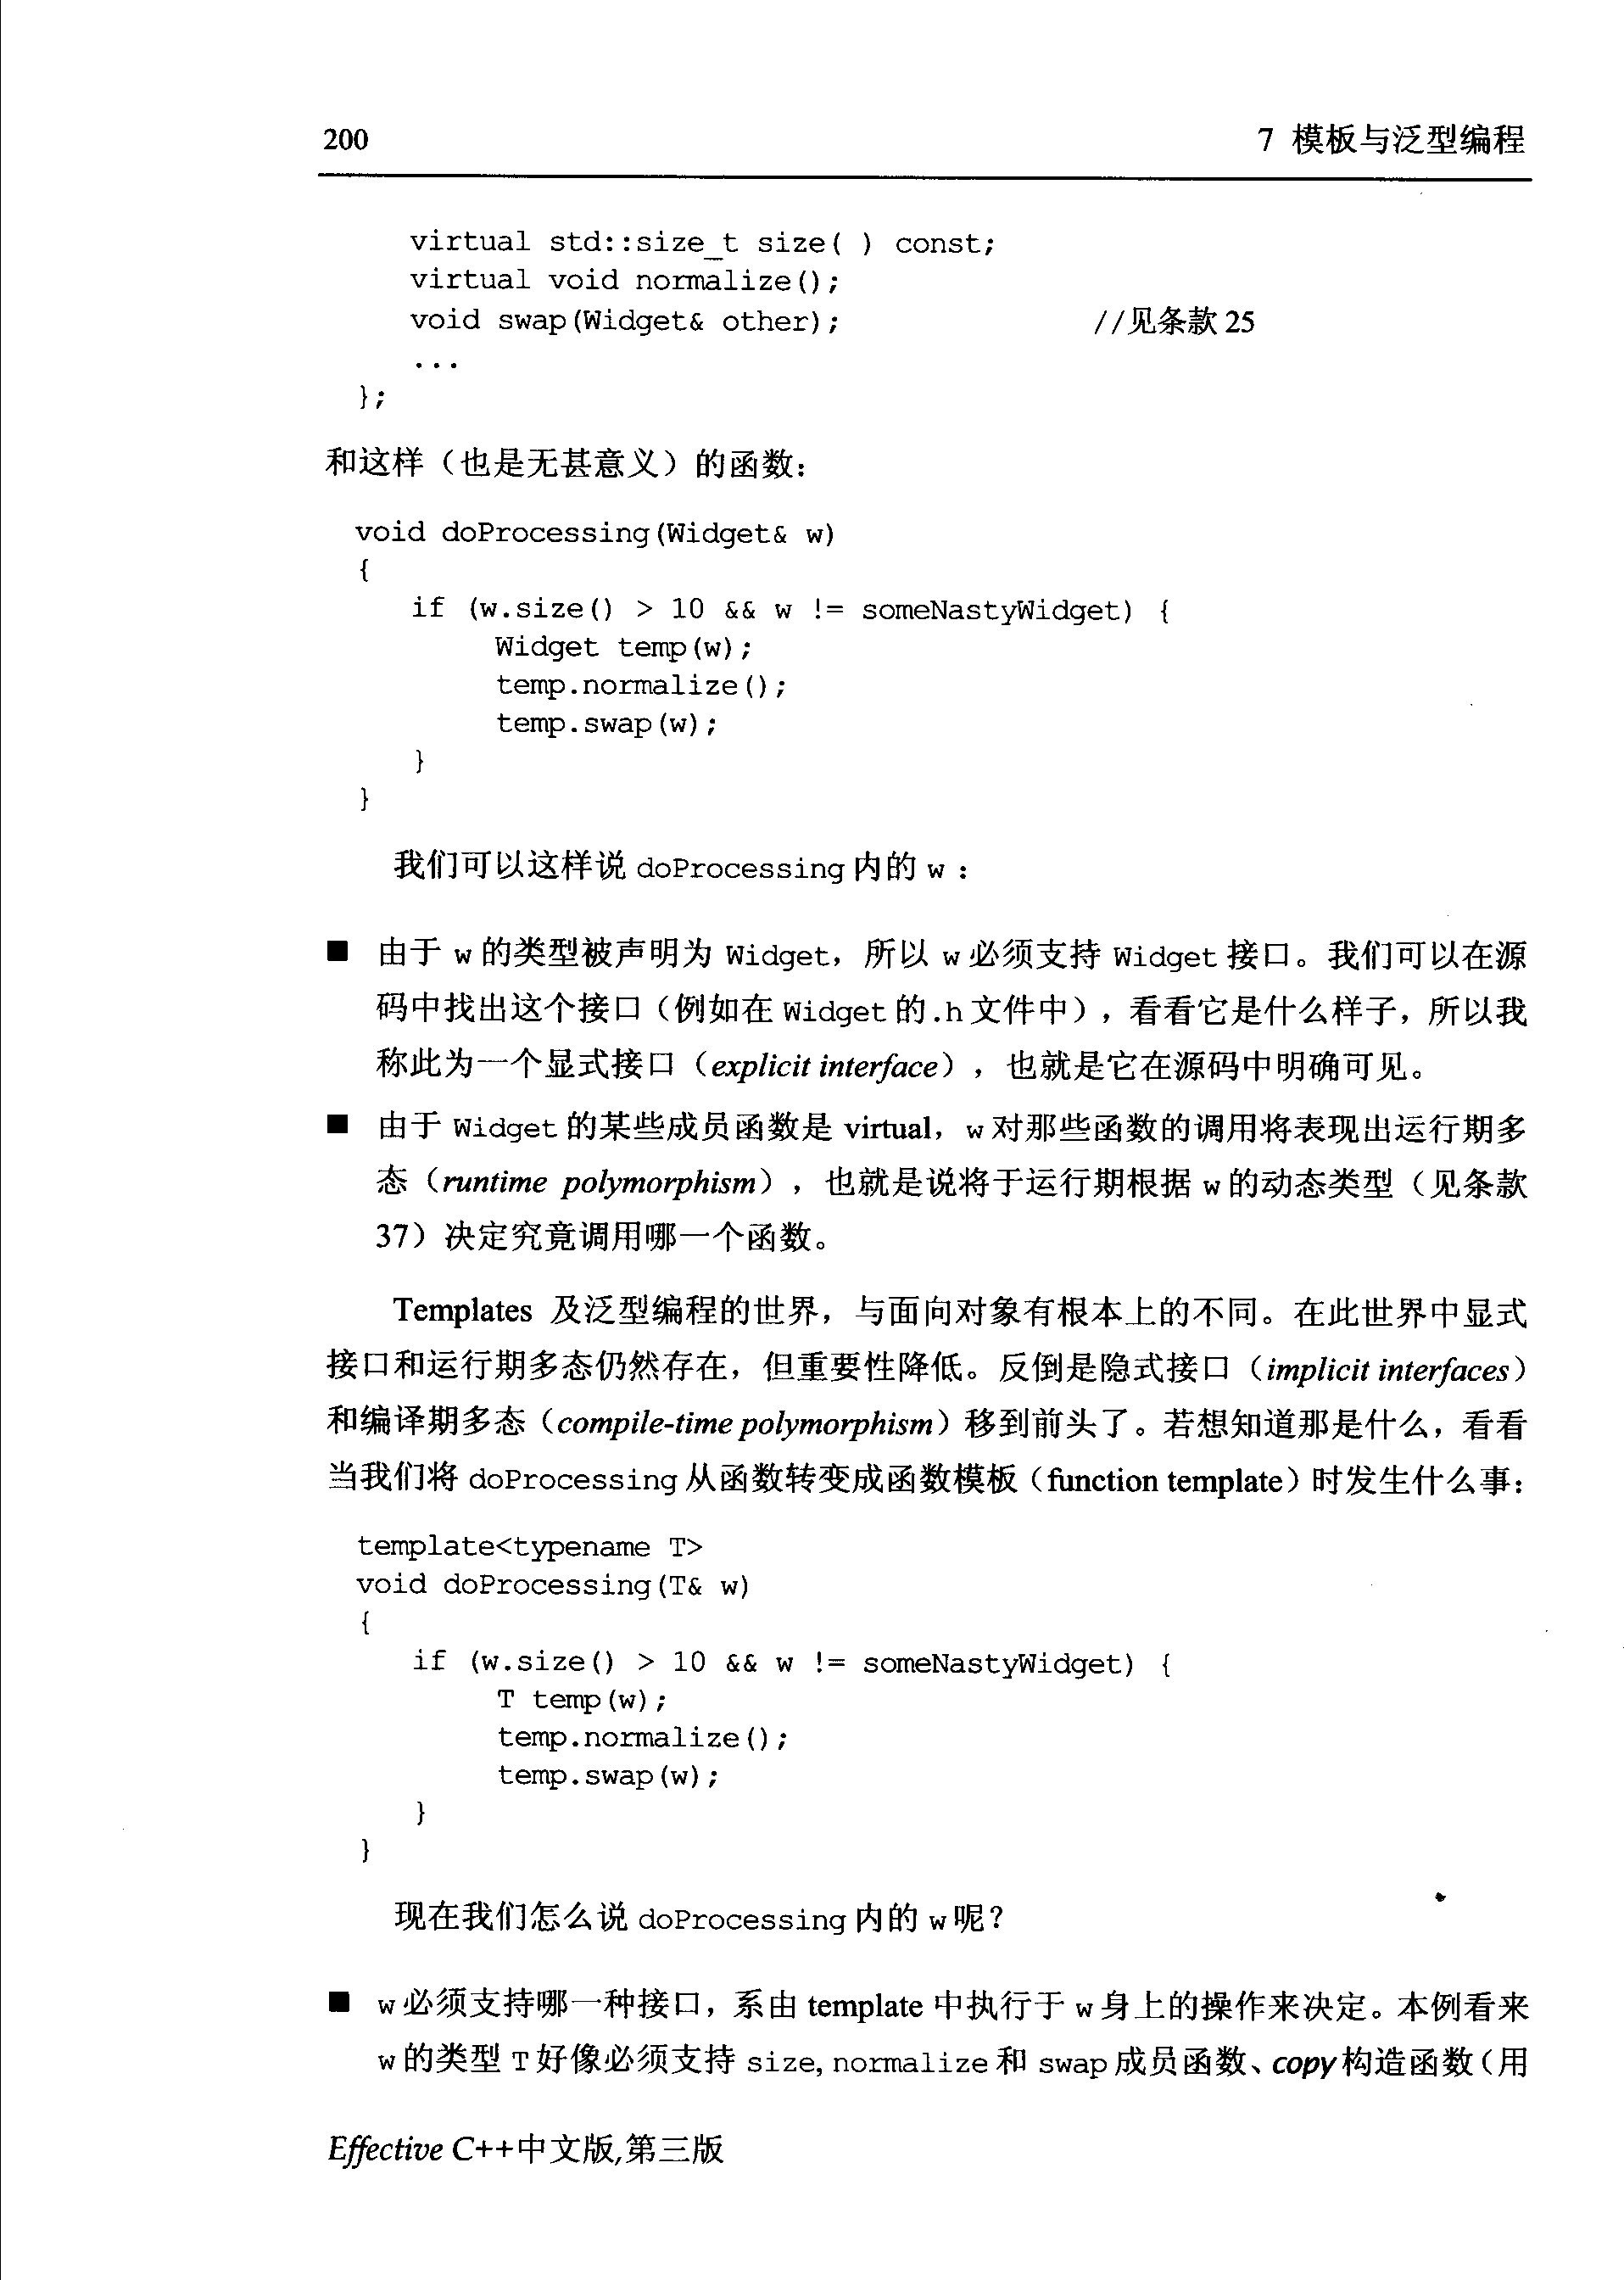 200 7 模板与泛型编程
virtual std::size_t size( ) const;
virtual void normalize();
void swap(Widget& other); //见条款 25
...
};
和这样（也是无甚意义）的函数：
void doProcessing(Widget& w)
{
if (w.size() > 10 && w != someNastyWidget) {
Widget temp(w);
temp.normalize();
temp.swap(w);
}
}
我们可以这样说 doProcessing 内的 w：
■ 由于 w 的类型被声明为 Widget，所以 w 必须支持 Widget 接口。我们可以在源
码中找出这个接口（例如在 Widget 的.h 文件中），看看它是什么样子，所以我
称此为一个显式接口（explicit interface），也就是它在源码中明确可见。
■ 由于 Widget 的某些成员函数是 virtual，w 对那些函数的调用将表现出运行期多
态（runtime polymorphism），也就是说将于运行期根据 w 的动态类型（见条款
37）决定究竟调用哪一个函数。
Templates 及泛型编程的世界，与面向对象有根本上的不同。在此世界中显式
接口和运行期多态仍然存在，但重要性降低。反倒是隐式接口（implicit interfaces）
和编译期多态（compile-time polymorphism）移到前头了。若想知道那是什么，看看
当我们将 doProcessing 从函数转变成函数模板（function template）时发生什么事：
template<typename T>
void doProcessing(T& w)
{
if (w.size() > 10 && w != someNastyWidget) {
T temp(w);
temp.normalize();
temp.swap(w);
}
}
现在我们怎么说 doProcessing 内的 w 呢？
■ w 必须支持哪一种接口，系由 template 中执行于 w 身上的操作来决定。本例看来
w 的类型 T 好像必须支持 size, normalize 和 swap 成员函数、copy 构造函数（用
Effective C++中文版,第三版